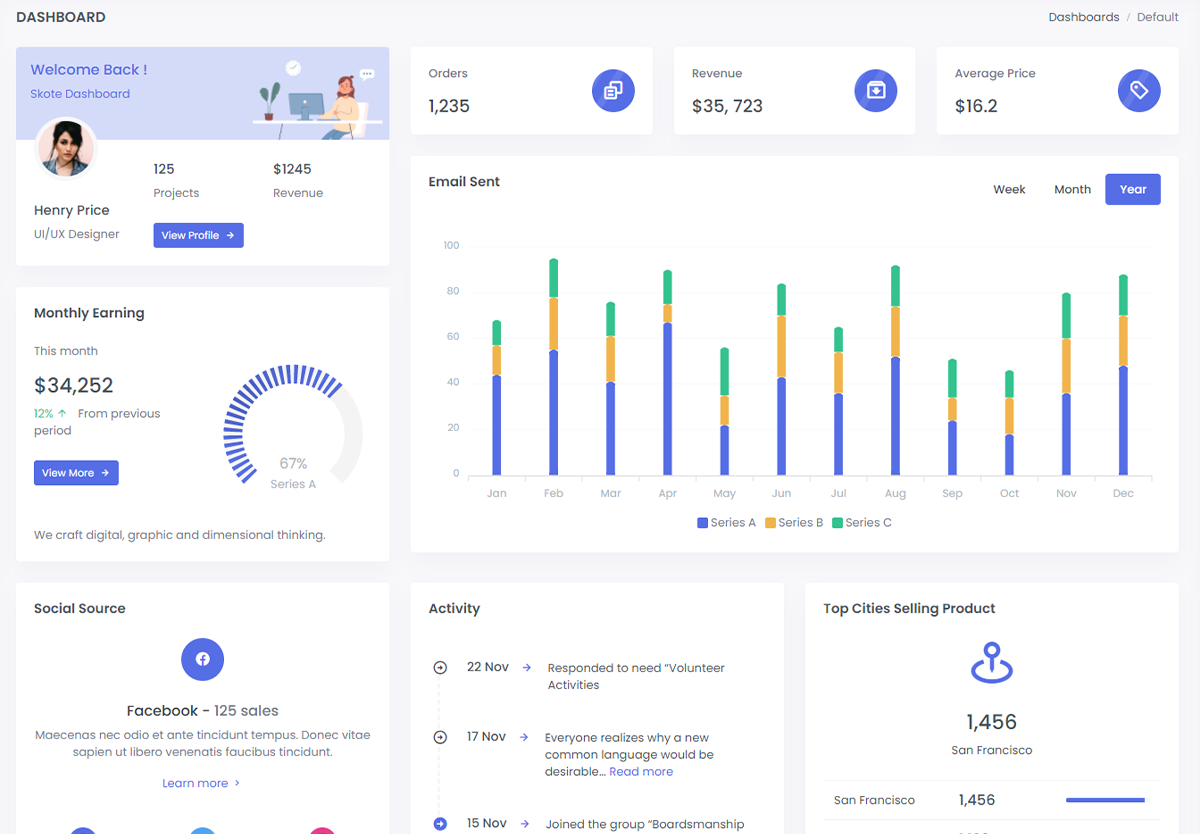 DASHBOARD
Dashboards / Default
Welcome Back !
Skote Dashboard
125
Projects
$1245
Revenue
Henry Price
UI/UX Designer
View Profile →
Orders
1,235
Revenue
$35, 723
Average Price
$16.2
Email Sent
Week
Month
Year
100
80
60
40
20
0
Jan Feb Mar Apr May Jun Jul Aug Sep Oct Nov Dec
Series A Series B Series C
Monthly Earning
This month
$34,252
12% ↑ From previous
period
View More →
67%
Series A
We craft digital, graphic and dimensional thinking.
Social Source
Facebook - 125 sales
Maecenas nec odio et ante tincidunt tempus. Donec vitae
sapien ut libero venenatis faucibus tincidunt.
Learn more >
Activity
22 Nov → Responded to need “Volunteer
Activities
17 Nov → Everyone realizes why a new
common language would be
desirable... Read more
15 Nov → Joined the group “Boardsmanship
Top Cities Selling Product
1,456
San Francisco
San Francisco 1,456